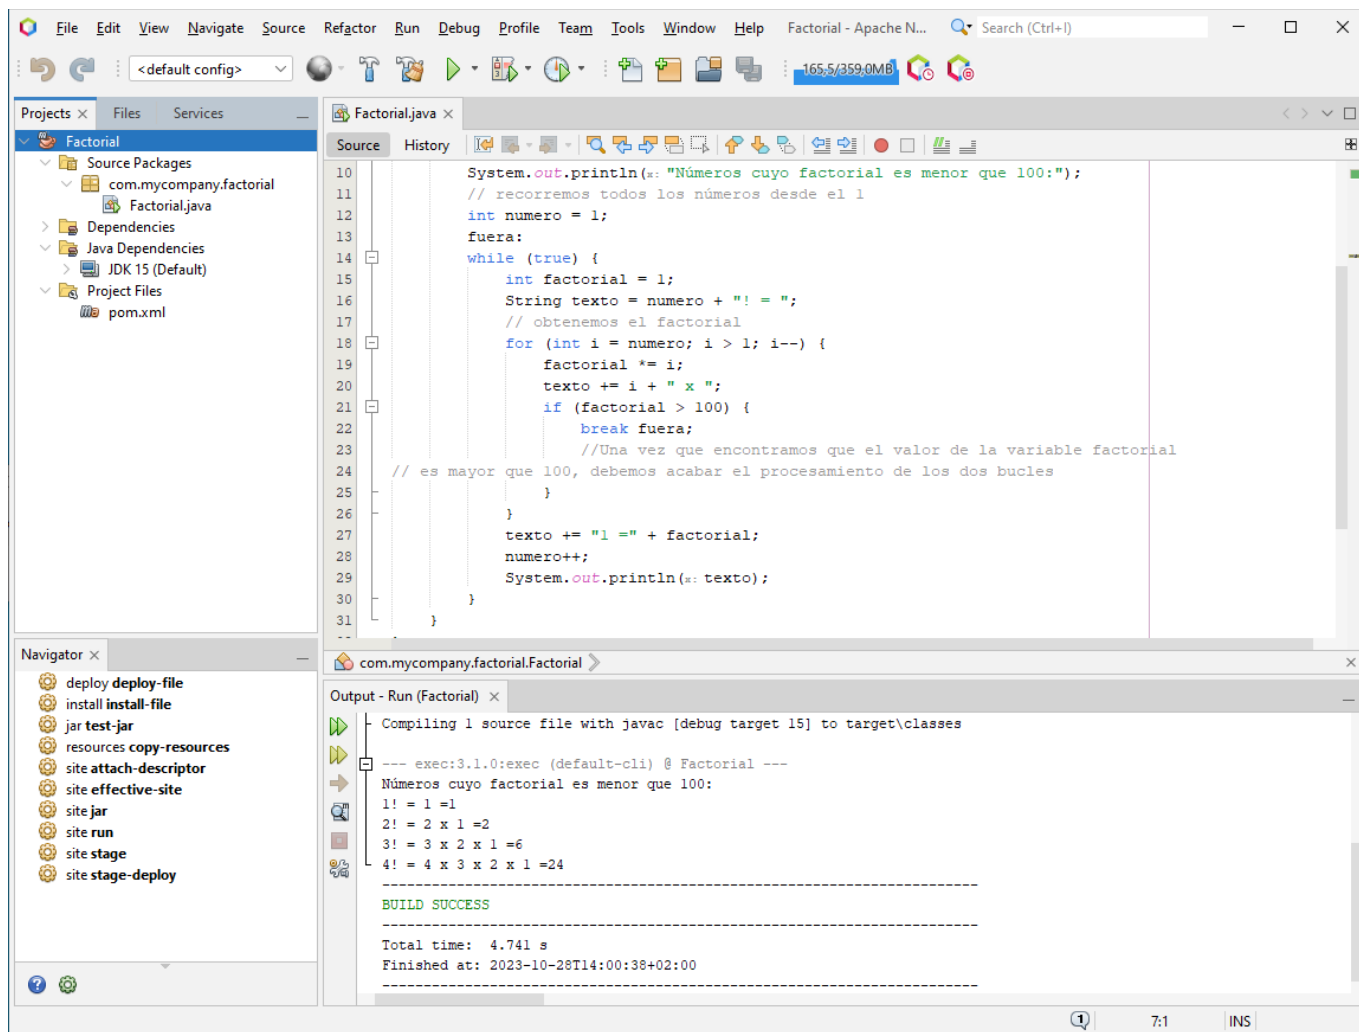 File Edit View Navigate Source Refactor Run Debug Profile Team Tools Window Help Factorial - Apache N... Search (Ctrl+I)
<default config> 165,5/359,0MB
Projects Files Services
Factorial
Source Packages
com.mycompany.factorial
Factorial.java
Dependencies
Java Dependencies
JDK 15 (Default)
Project Files
pom.xml
Factorial.java
Source History
10 System.out.println(x: "Números cuyo factorial es menor que 100:");
11 // recorremos todos los números desde el 1
12 int numero = 1;
13 fuera:
14 while (true) {
15 int factorial = 1;
16 String texto = numero + "! = ";
17 // obtenemos el factorial
18 for (int i = numero; i > 1; i--) {
19 factorial *= i;
20 texto += i + " x ";
21 if (factorial > 100) {
22 break fuera;
23 //Una vez que encontramos que el valor de la variable factorial
24 // es mayor que 100, debemos acabar el procesamiento de los dos bucles
25 }
26 }
27 texto += "1 =" + factorial;
28 numero++;
29 System.out.println(x: texto);
30 }
31 }
com.mycompany.factorial.Factorial
Navigator
deploy deploy-file
install install-file
jar test-jar
resources copy-resources
site attach-descriptor
site effective-site
site jar
site run
site stage
site stage-deploy
Output - Run (Factorial)
Compiling 1 source file with javac [debug target 15] to target\classes
--- exec:3.1.0:exec (default-cli) @ Factorial ---
Números cuyo factorial es menor que 100:
1! = 1 =1
2! = 2 x 1 =2
3! = 3 x 2 x 1 =6
4! = 4 x 3 x 2 x 1 =24
------------------------------------------------------------------------
BUILD SUCCESS
------------------------------------------------------------------------
Total time: 4.741 s
Finished at: 2023-10-28T14:00:38+02:00
------------------------------------------------------------------------
1 7:1 INS